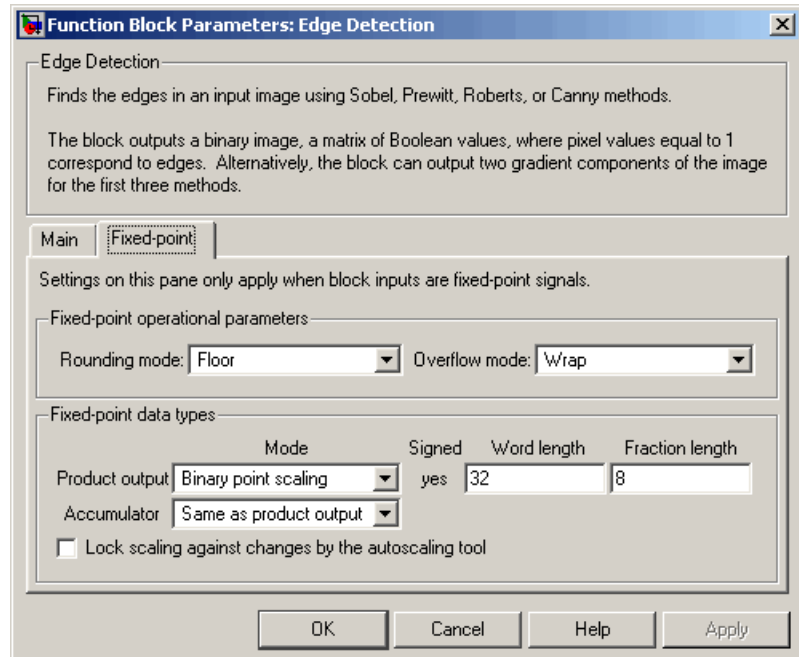 Function Block Parameters: Edge Detection
Edge Detection
Finds the edges in an input image using Sobel, Prewitt, Roberts, or Canny methods.
The block outputs a binary image, a matrix of Boolean values, where pixel values equal to 1
correspond to edges. Alternatively, the block can output two gradient components of the image
for the first three methods.
Main Fixed-point
Settings on this pane only apply when block inputs are fixed-point signals.
Fixed-point operational parameters
Rounding mode: Floor Overflow mode: Wrap
Fixed-point data types
Mode Signed Word length Fraction length
Product output Binary point scaling yes 32 8
Accumulator Same as product output
Lock scaling against changes by the autoscaling tool
OK Cancel Help Apply